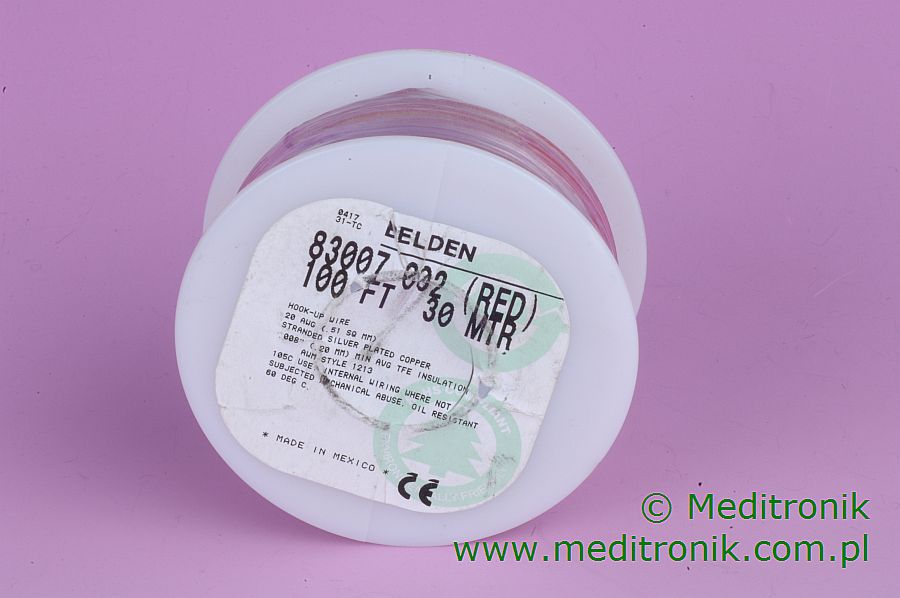 0417
31-TC
BELDEN
83007 002 (RED)
100 FT 30 MTR
HOOK-UP WIRE
20 AWG (.51 SQ MM)
STRANDED SILVER PLATED COPPER
.008" (.20 MM) MIN AVG TFE INSULATION
AWM STYLE 1213
105C USE: INTERNAL WIRING WHERE NOT
SUBJECTED MECHANICAL ABUSE. OIL RESISTANT
60 DEG C.
* MADE IN MEXICO *
CE
© Meditronik
www.meditronik.com.pl